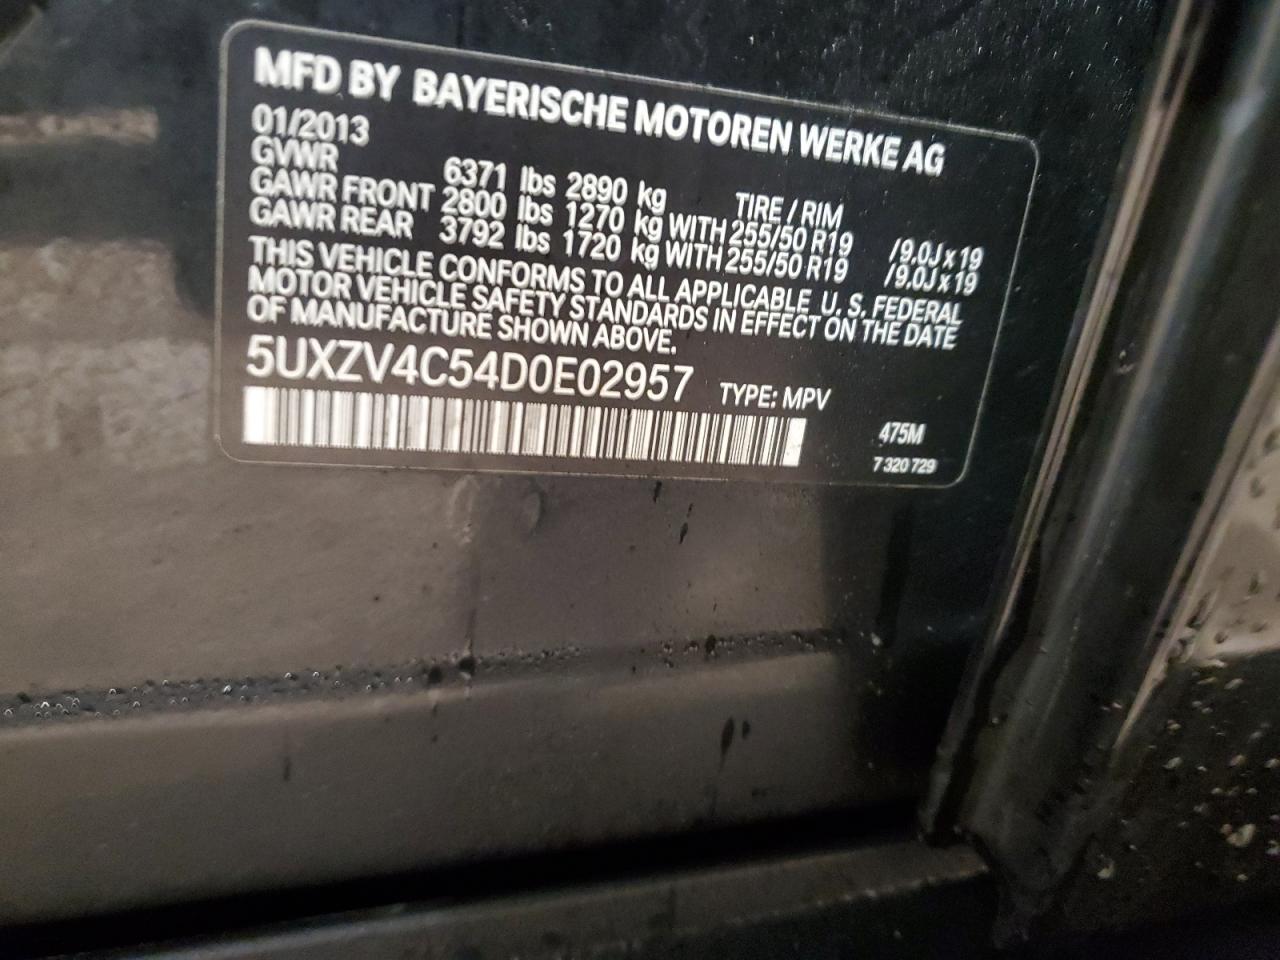 MFD BY BAYERISCHE MOTOREN WERKE AG
01/2013
GVWR 6371 lbs 2890 kg TIRE / RIM
GAWR FRONT 2800 lbs 1270 kg WITH 255/50 R19 /9.0J x 19
GAWR REAR 3792 lbs 1720 kg WITH 255/50 R19 /9.0J x 19
THIS VEHICLE CONFORMS TO ALL APPLICABLE U. S. FEDERAL
MOTOR VEHICLE SAFETY STANDARDS IN EFFECT ON THE DATE
OF MANUFACTURE SHOWN ABOVE.
5UXZV4C54D0E02957 TYPE: MPV
475M
7 320 729